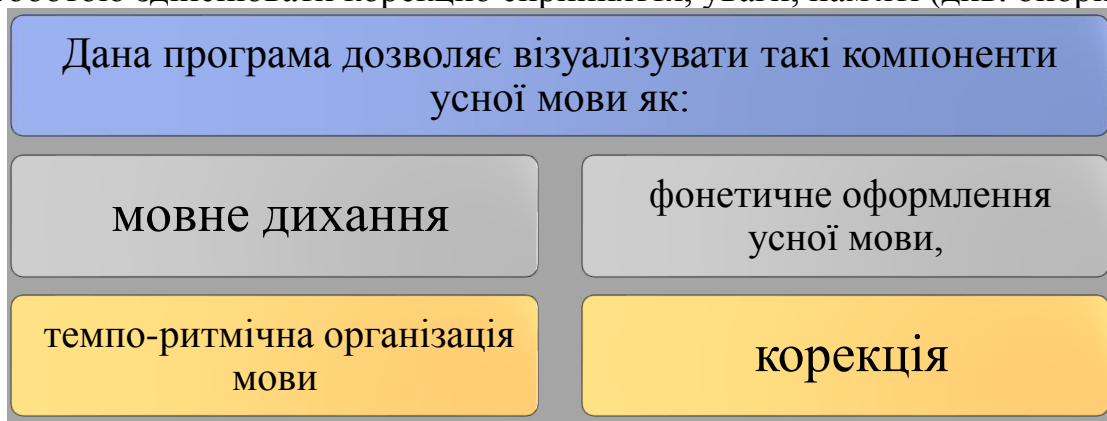 Дана програма дозволяє візуалізувати такі компоненти
усної мови як:
мовне дихання
фонетичне оформлення
усної мови,
темпо-ритмічна організація
мови
корекція